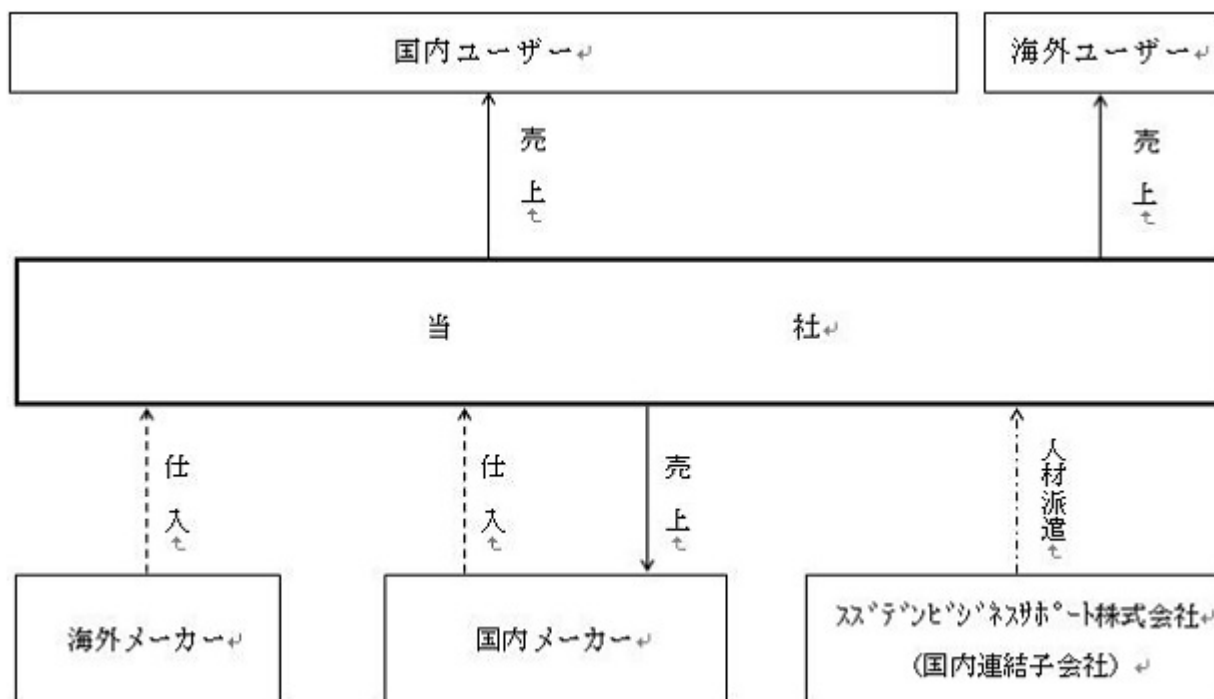 国内ユーザー
海外ユーザー
売上
売上
当 社
仕入
仕入
売上
人材派遣
海外メーカー
国内メーカー
ｽｽﾞﾃﾞﾝﾋﾞｼﾞﾈｽｻﾎﾟｰﾄ株式会社
(国内連結子会社)